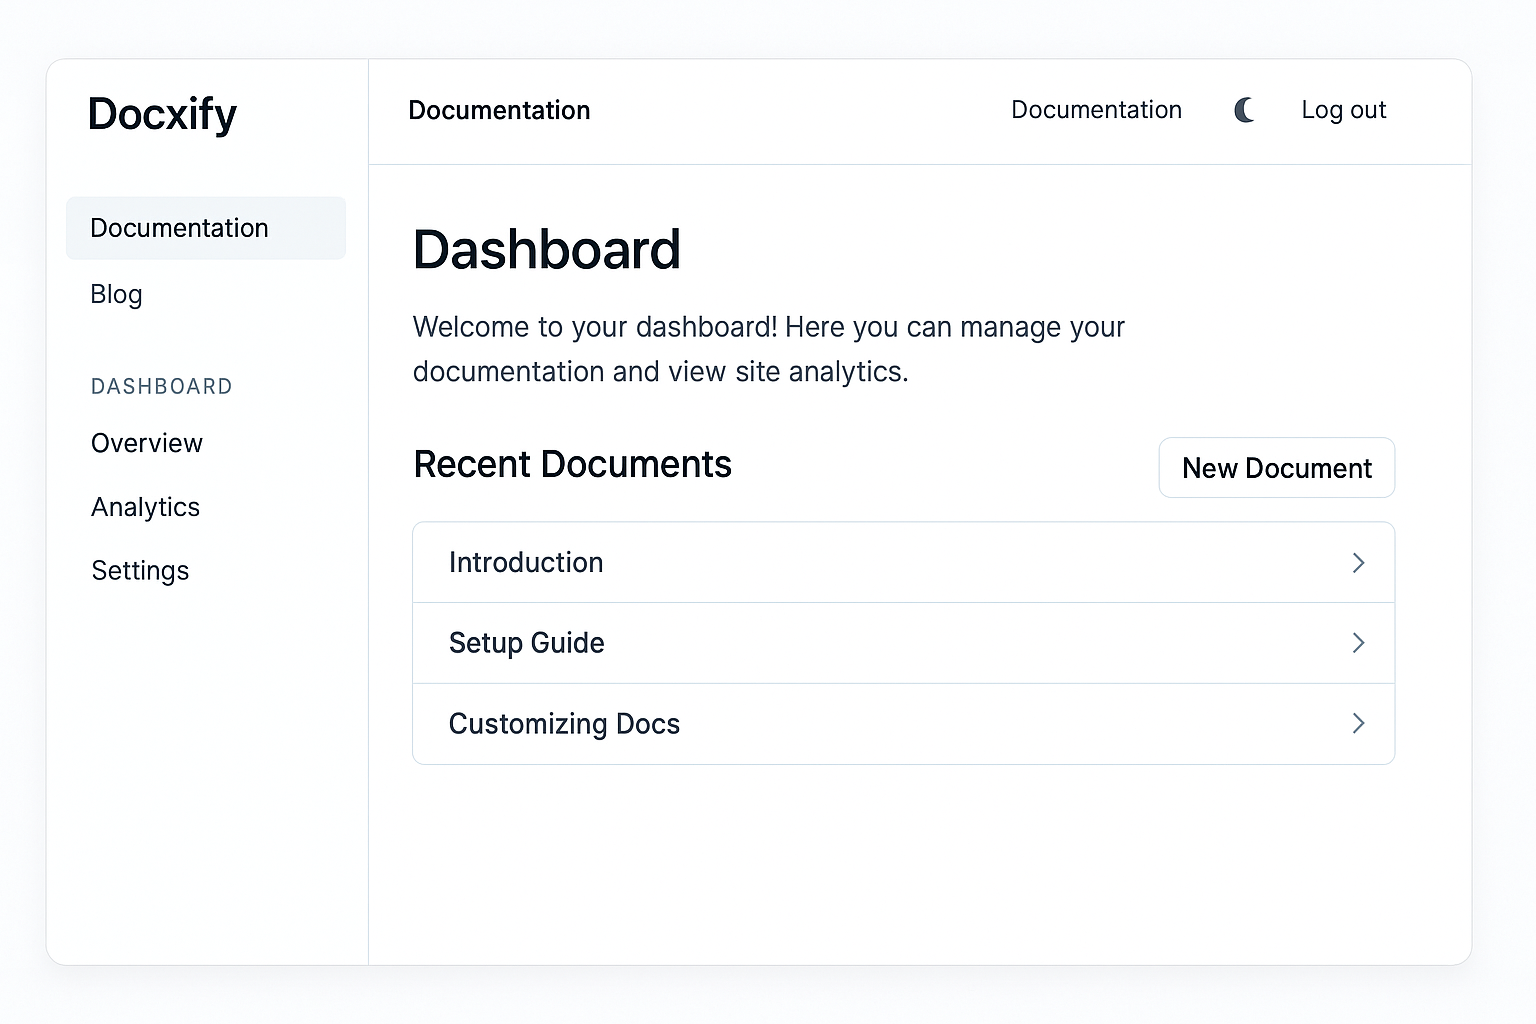 Docxify
Documentation
Blog
DASHBOARD
Overview
Analytics
Settings
Documentation
Documentation
Log out
Dashboard
Welcome to your dashboard! Here you can manage your
documentation and view site analytics.
Recent Documents
New Document
Introduction
Setup Guide
Customizing Docs